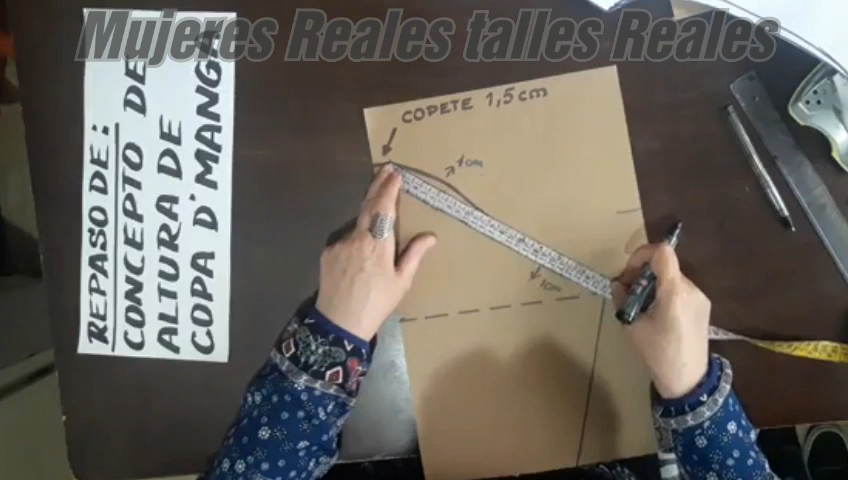 Mujeres Reales talles Reales
REPASO DE:
CONCEPTO DE
ALTURA DE
COPA D'MANGA
COPETE 1,5cm
1cm
1cm